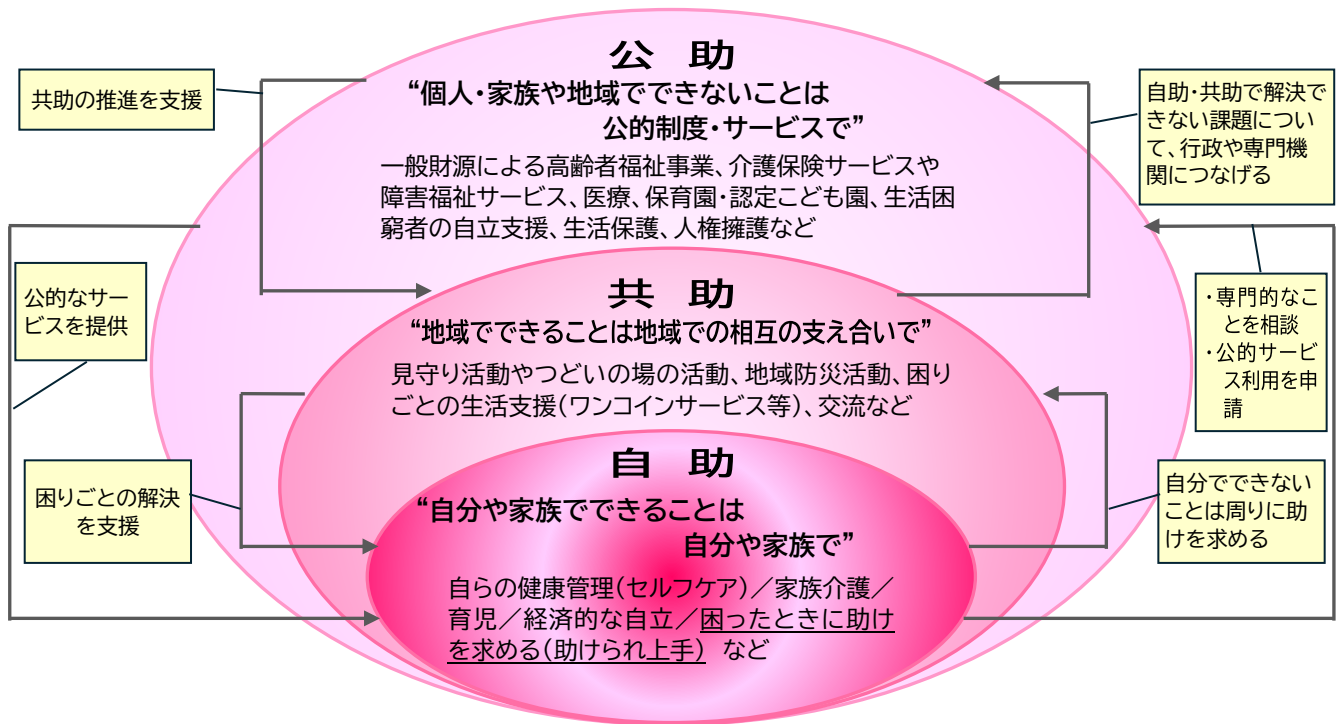 公 助
“個人・家族や地域でできないことは
公的制度・サービスで”
一般財源による高齢者福祉事業、介護保険サービスや
障害福祉サービス、医療、保育園・認定こども園、生活困
窮者の自立支援、生活保護、人権擁護など
共助の推進を支援
自助・共助で解決で
きない課題につい
て、行政や専門機
関につなげる
公的なサー
ビスを提供
・専門的なこ
とを相談
・公的サービ
ス利用を申
請
共 助
“地域でできることは地域での相互の支え合いで”
見守り活動やつどいの場の活動、地域防災活動、困り
ごとの生活支援(ワンコインサービス等)、交流など
困りごとの解決
を支援
自分でできない
ことは周りに助
けを求める
自 助
“自分や家族でできることは
自分や家族で”
自らの健康管理(セルフケア)／家族介護／
育児／経済的な自立／困ったときに助け
を求める(助けられ上手) など